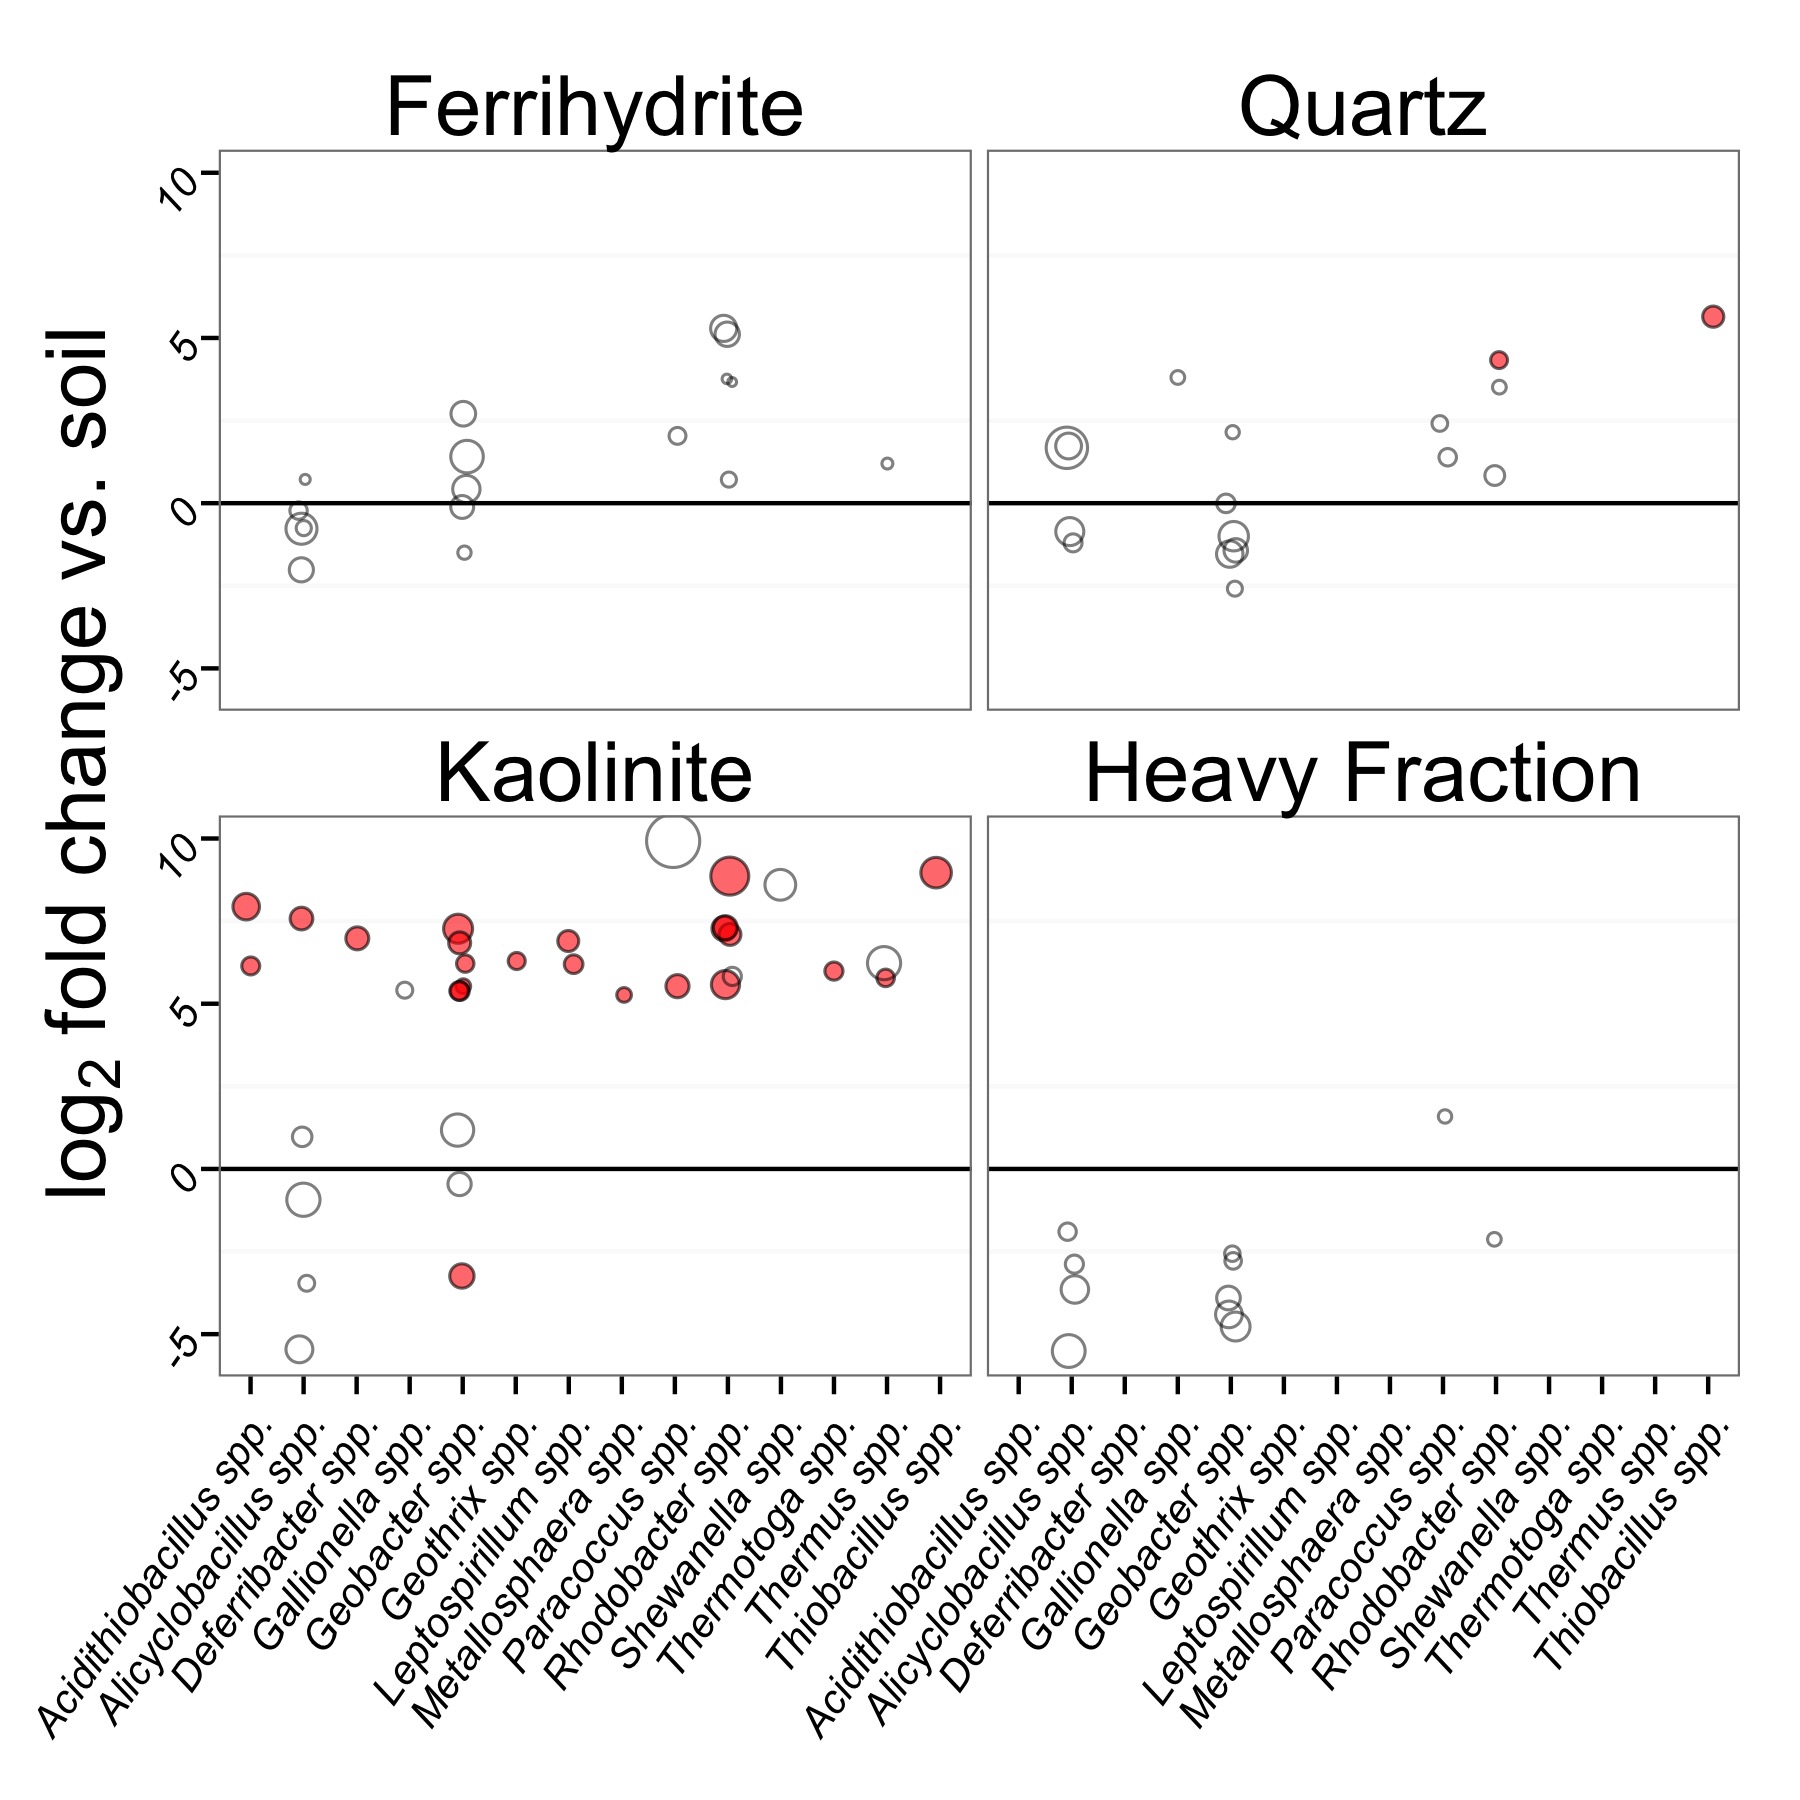 Ferrihydrite
Quartz
10
5
0
-5
log2 fold change vs. soil
Kaolinite
Heavy Fraction
10
5
0
-5
Acidithiobacillus spp.
Alicyclobacillus spp.
Deferribacter spp.
Gallionella spp.
Geobacter spp.
Geothrix spp.
Leptospirillum spp.
Metallosphaera spp.
Paracoccus spp.
Rhodobacter spp.
Shewanella spp.
Thermotoga spp.
Thermus spp.
Thiobacillus spp.
Acidithiobacillus spp.
Alicyclobacillus spp.
Deferribacter spp.
Gallionella spp.
Geobacter spp.
Geothrix spp.
Leptospirillum spp.
Metallosphaera spp.
Paracoccus spp.
Rhodobacter spp.
Shewanella spp.
Thermotoga spp.
Thermus spp.
Thiobacillus spp.